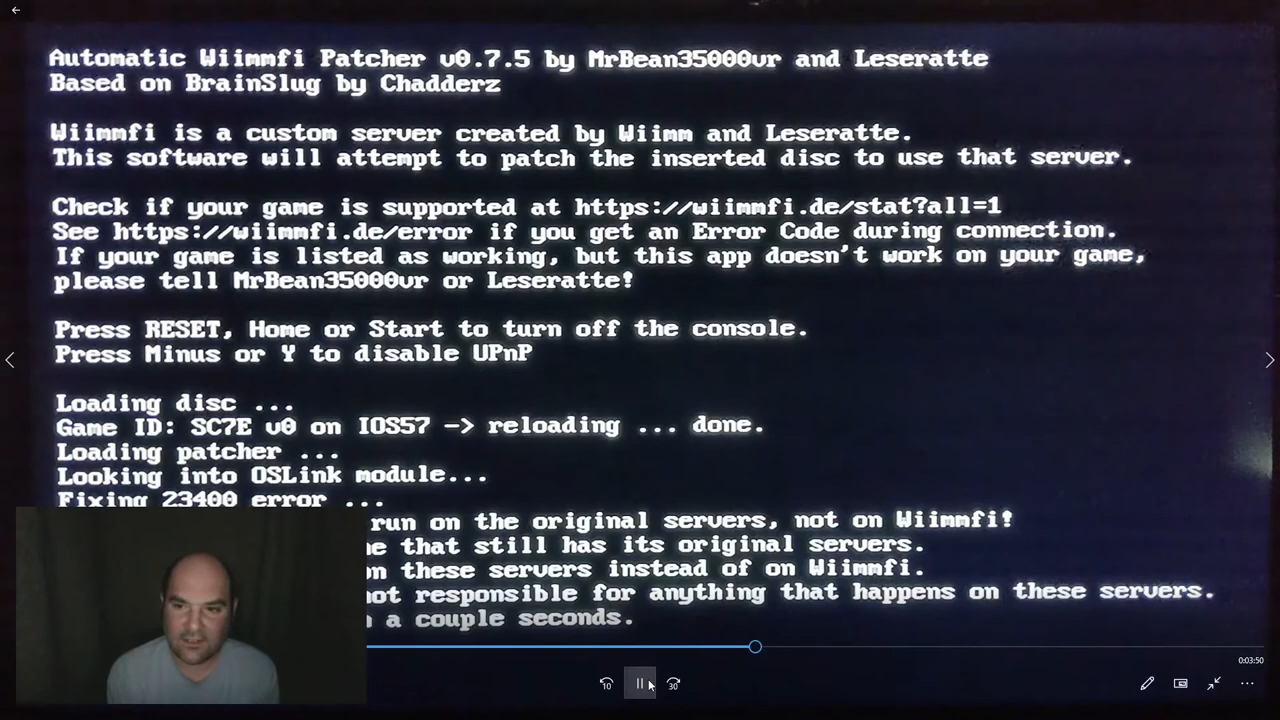 Automatic Wiimmfi Patcher v0.7.5 by MrBean35000vr and Leseratte
Based on BrainSlug by Chadderz
Wiimmfi is a custom server created by Wiimm and Leseratte.
This software will attempt to patch the inserted disc to use that server.
Check if your game is supported at https://wiimmfi.de/stat?all=1
See https://wiimmfi.de/error if you get an Error Code during connection.
If your game is listed as working, but this app doesn't work on your game,
please tell MrBean35000vr or Leseratte!
Press RESET, Home or Start to turn off the console.
Press Minus or Y to disable UPnP
Loading disc ...
Game ID: SC7E v0 on IOS57 -> reloading ... done.
Loading patcher ...
Looking into OSLink module...
Fixing 23400 error ...
run on the original servers, not on Wiimmfi!
that still has its original servers.
these servers instead of on Wiimmfi.
not responsible for anything that happens on these servers.
a couple seconds.
0:03:50
10
30